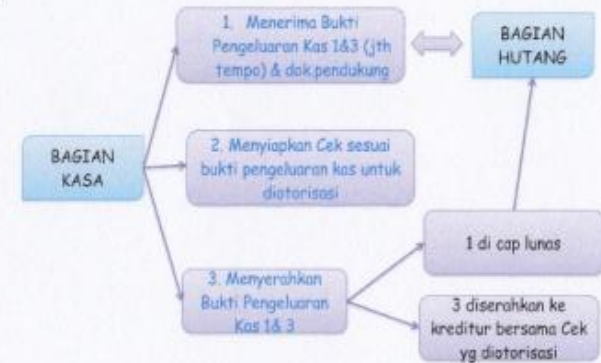 1. Menerima Bukti
Pengeluaran Kas 1&3 (jth
tempo) & dok.pendukung
BAGIAN
HUTANG
BAGIAN
KASA
2. Menyiapkan Cek sesuai
bukti pengeluaran kas untuk
diotorisasi
3. Menyerahkan
Bukti Pengeluaran
Kas 1& 3
1 di cap lunas
3 diserahkan ke
kreditur bersama Cek
yg diotorisasi